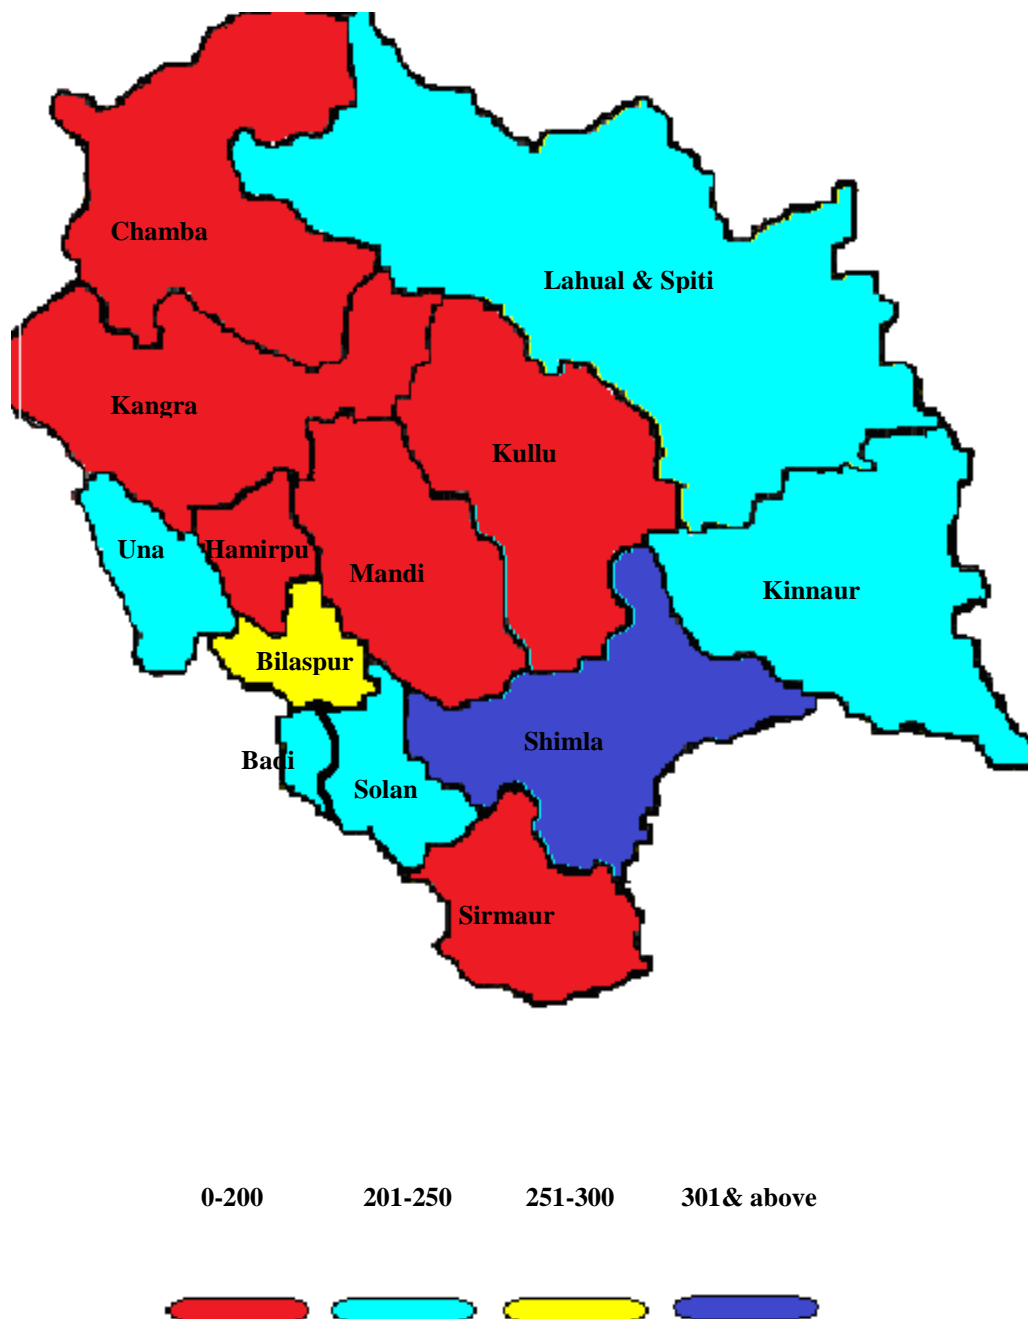 Chamba
Lahual & Spiti
Kangra
Kullu
Una
Hamirpu
Mandi
Kinnaur
Bilaspur
Shimla
Badi
Solan
Sirmaur
0-200 201-250 251-300 301& above